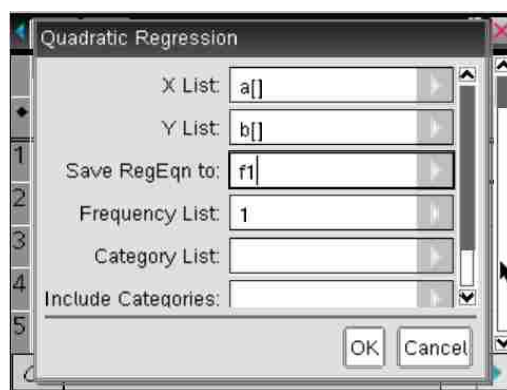 Quadratic Regression
X List: a[]
Y List: b[]
Save RegEqn to: f1
Frequency List: 1
Category List:
Include Categories:
OK Cancel
1
2
3
4
5